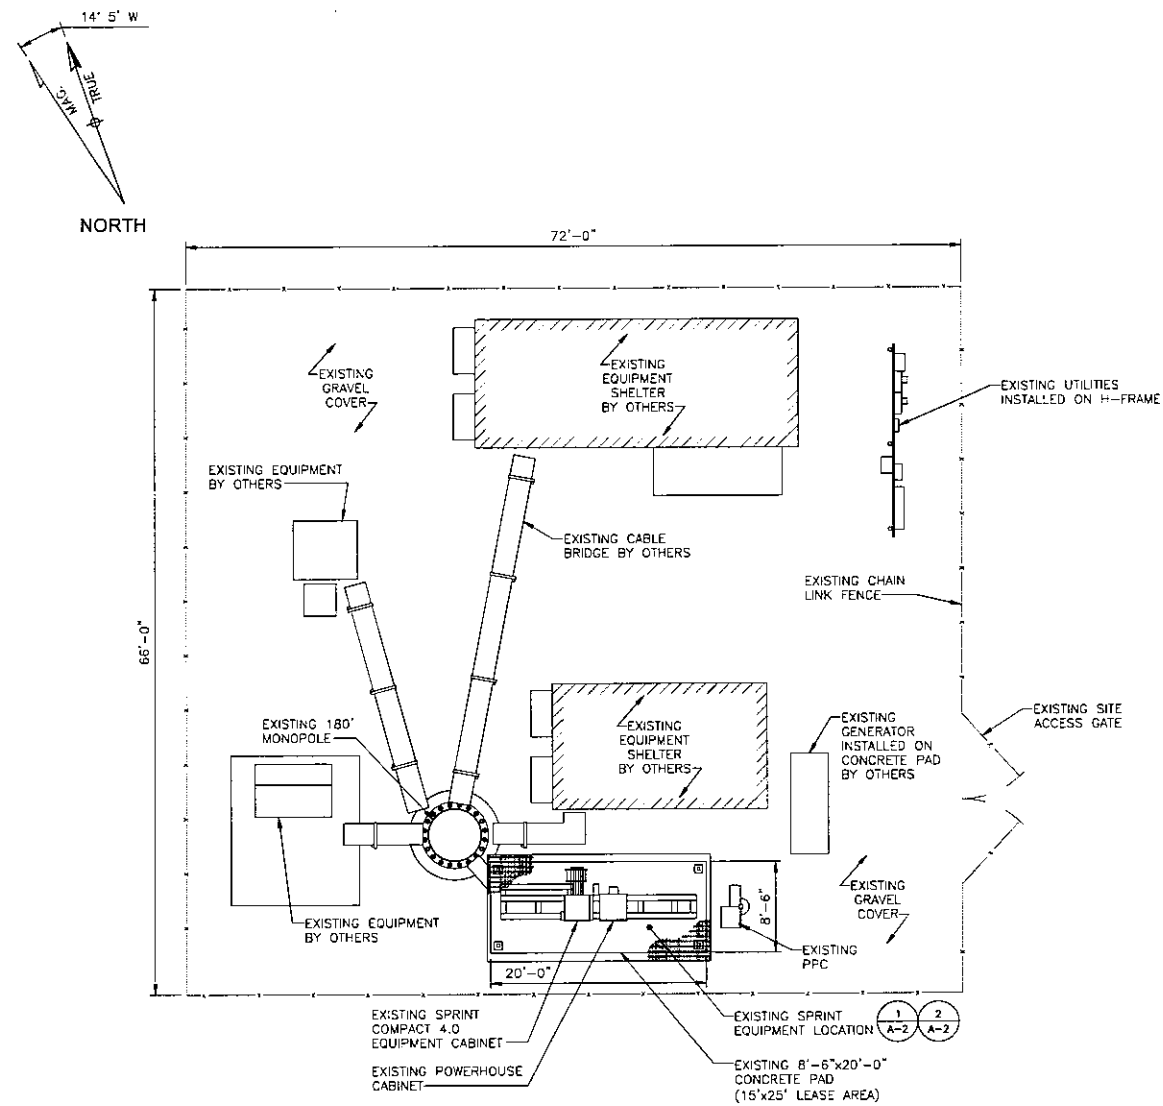 14° 5' W
MAG.
TRUE
NORTH
72'-0"
66'-0"
EXISTING
GRAVEL
COVER
EXISTING
EQUIPMENT
SHELTER
BY OTHERS
EXISTING UTILITIES
INSTALLED ON H-FRAME
EXISTING EQUIPMENT
BY OTHERS
EXISTING CABLE
BRIDGE BY OTHERS
EXISTING CHAIN
LINK FENCE
EXISTING 180'
MONOPOLE
EXISTING
EQUIPMENT
SHELTER
BY OTHERS
EXISTING
GENERATOR
INSTALLED ON
CONCRETE PAD
BY OTHERS
EXISTING SITE
ACCESS GATE
EXISTING EQUIPMENT
BY OTHERS
8'-6"
EXISTING
GRAVEL
COVER
EXISTING
PPC
20'-0"
EXISTING SPRINT
COMPACT 4.0
EQUIPMENT CABINET
EXISTING POWERHOUSE
CABINET
EXISTING SPRINT
EQUIPMENT LOCATION
1
A-2
2
A-2
EXISTING 8'-6"x20'-0"
CONCRETE PAD
(15'x25' LEASE AREA)